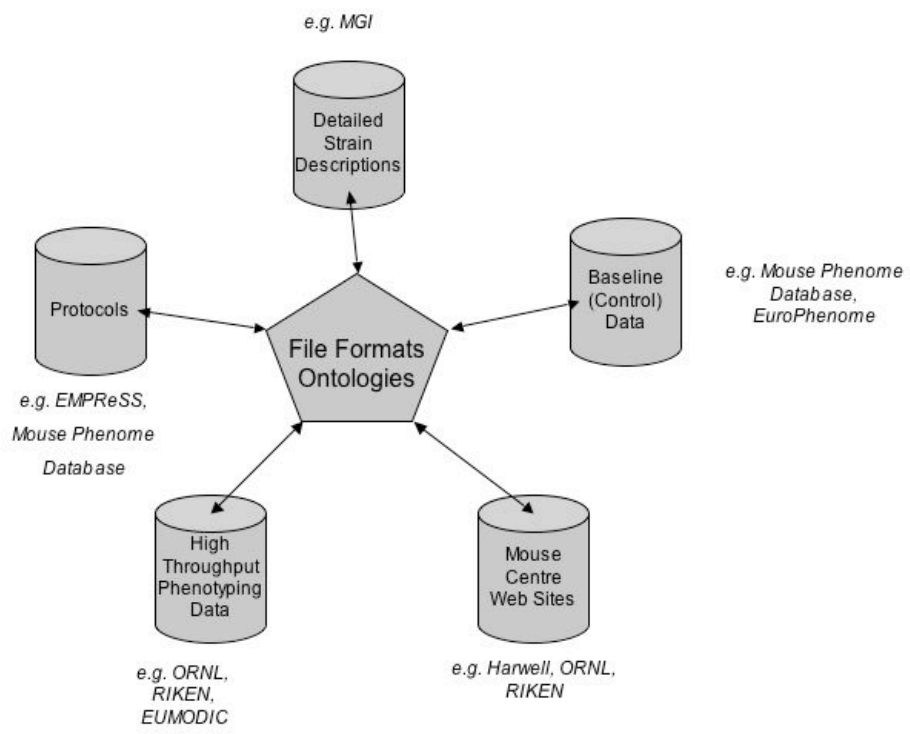 e.g. MGI
Detailed
Strain
Descriptions
Protocols
e.g. EMPReSS,
Mouse Phenome
Database
Baseline
(Control)
Data
e.g. Mouse Phenome
Database,
EuroPhenome
File Formats
Ontologies
High
Throughput
Phenotyping
Data
e.g. ORNL,
RIKEN,
EUMODIC
Mouse
Centre
Web Sites
e.g. Harwell, ORNL,
RIKEN